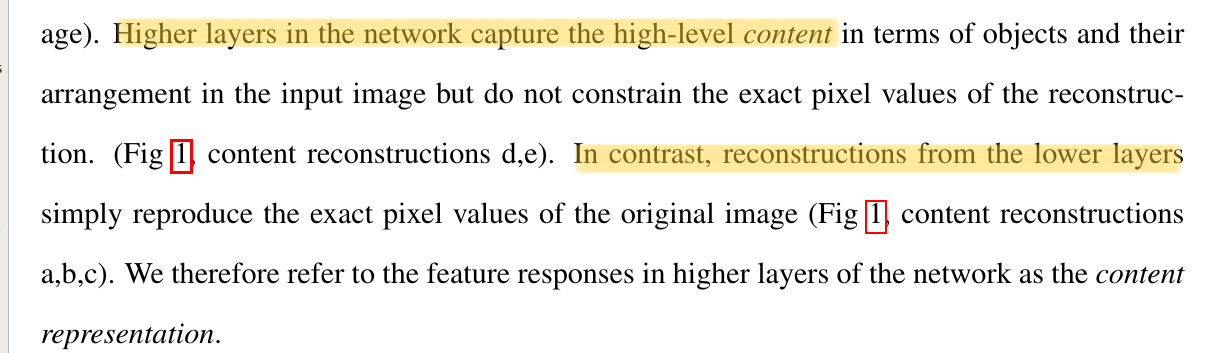 age). Higher layers in the network capture the high-level content in terms of objects and their
arrangement in the input image but do not constrain the exact pixel values of the reconstruc-
tion. (Fig 1, content reconstructions d,e). In contrast, reconstructions from the lower layers
simply reproduce the exact pixel values of the original image (Fig 1, content reconstructions
a,b,c). We therefore refer to the feature responses in higher layers of the network as the content
representation.